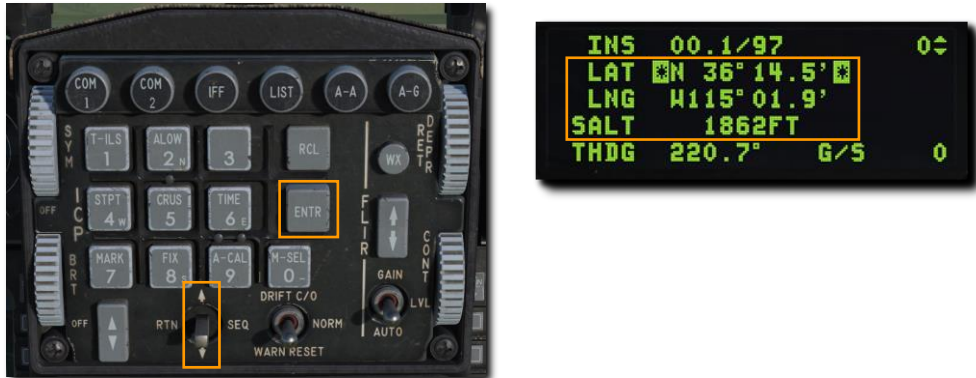 COM 1
COM 2
IFF
LIST
A-A
A-G
SYM
RET DEPR
T-ILS 1
ALOW 2 N
3
RCL
WX
OFF
ICP
STPT 4 W
CRUS 5
TIME 6 E
ENTR
FLIR
BRT
CONT
MARK 7
FIX 8 S
A-CAL 9
M-SEL 0 -
GAIN
LVL
AUTO
OFF
RTN
SEQ
DRIFT C/O
NORM
WARN RESET
INS 00.1/97 0
LAT *N 36°14.5'*
LNG W115°01.9'
SALT 1862FT
THDG 220.7° G/S 0